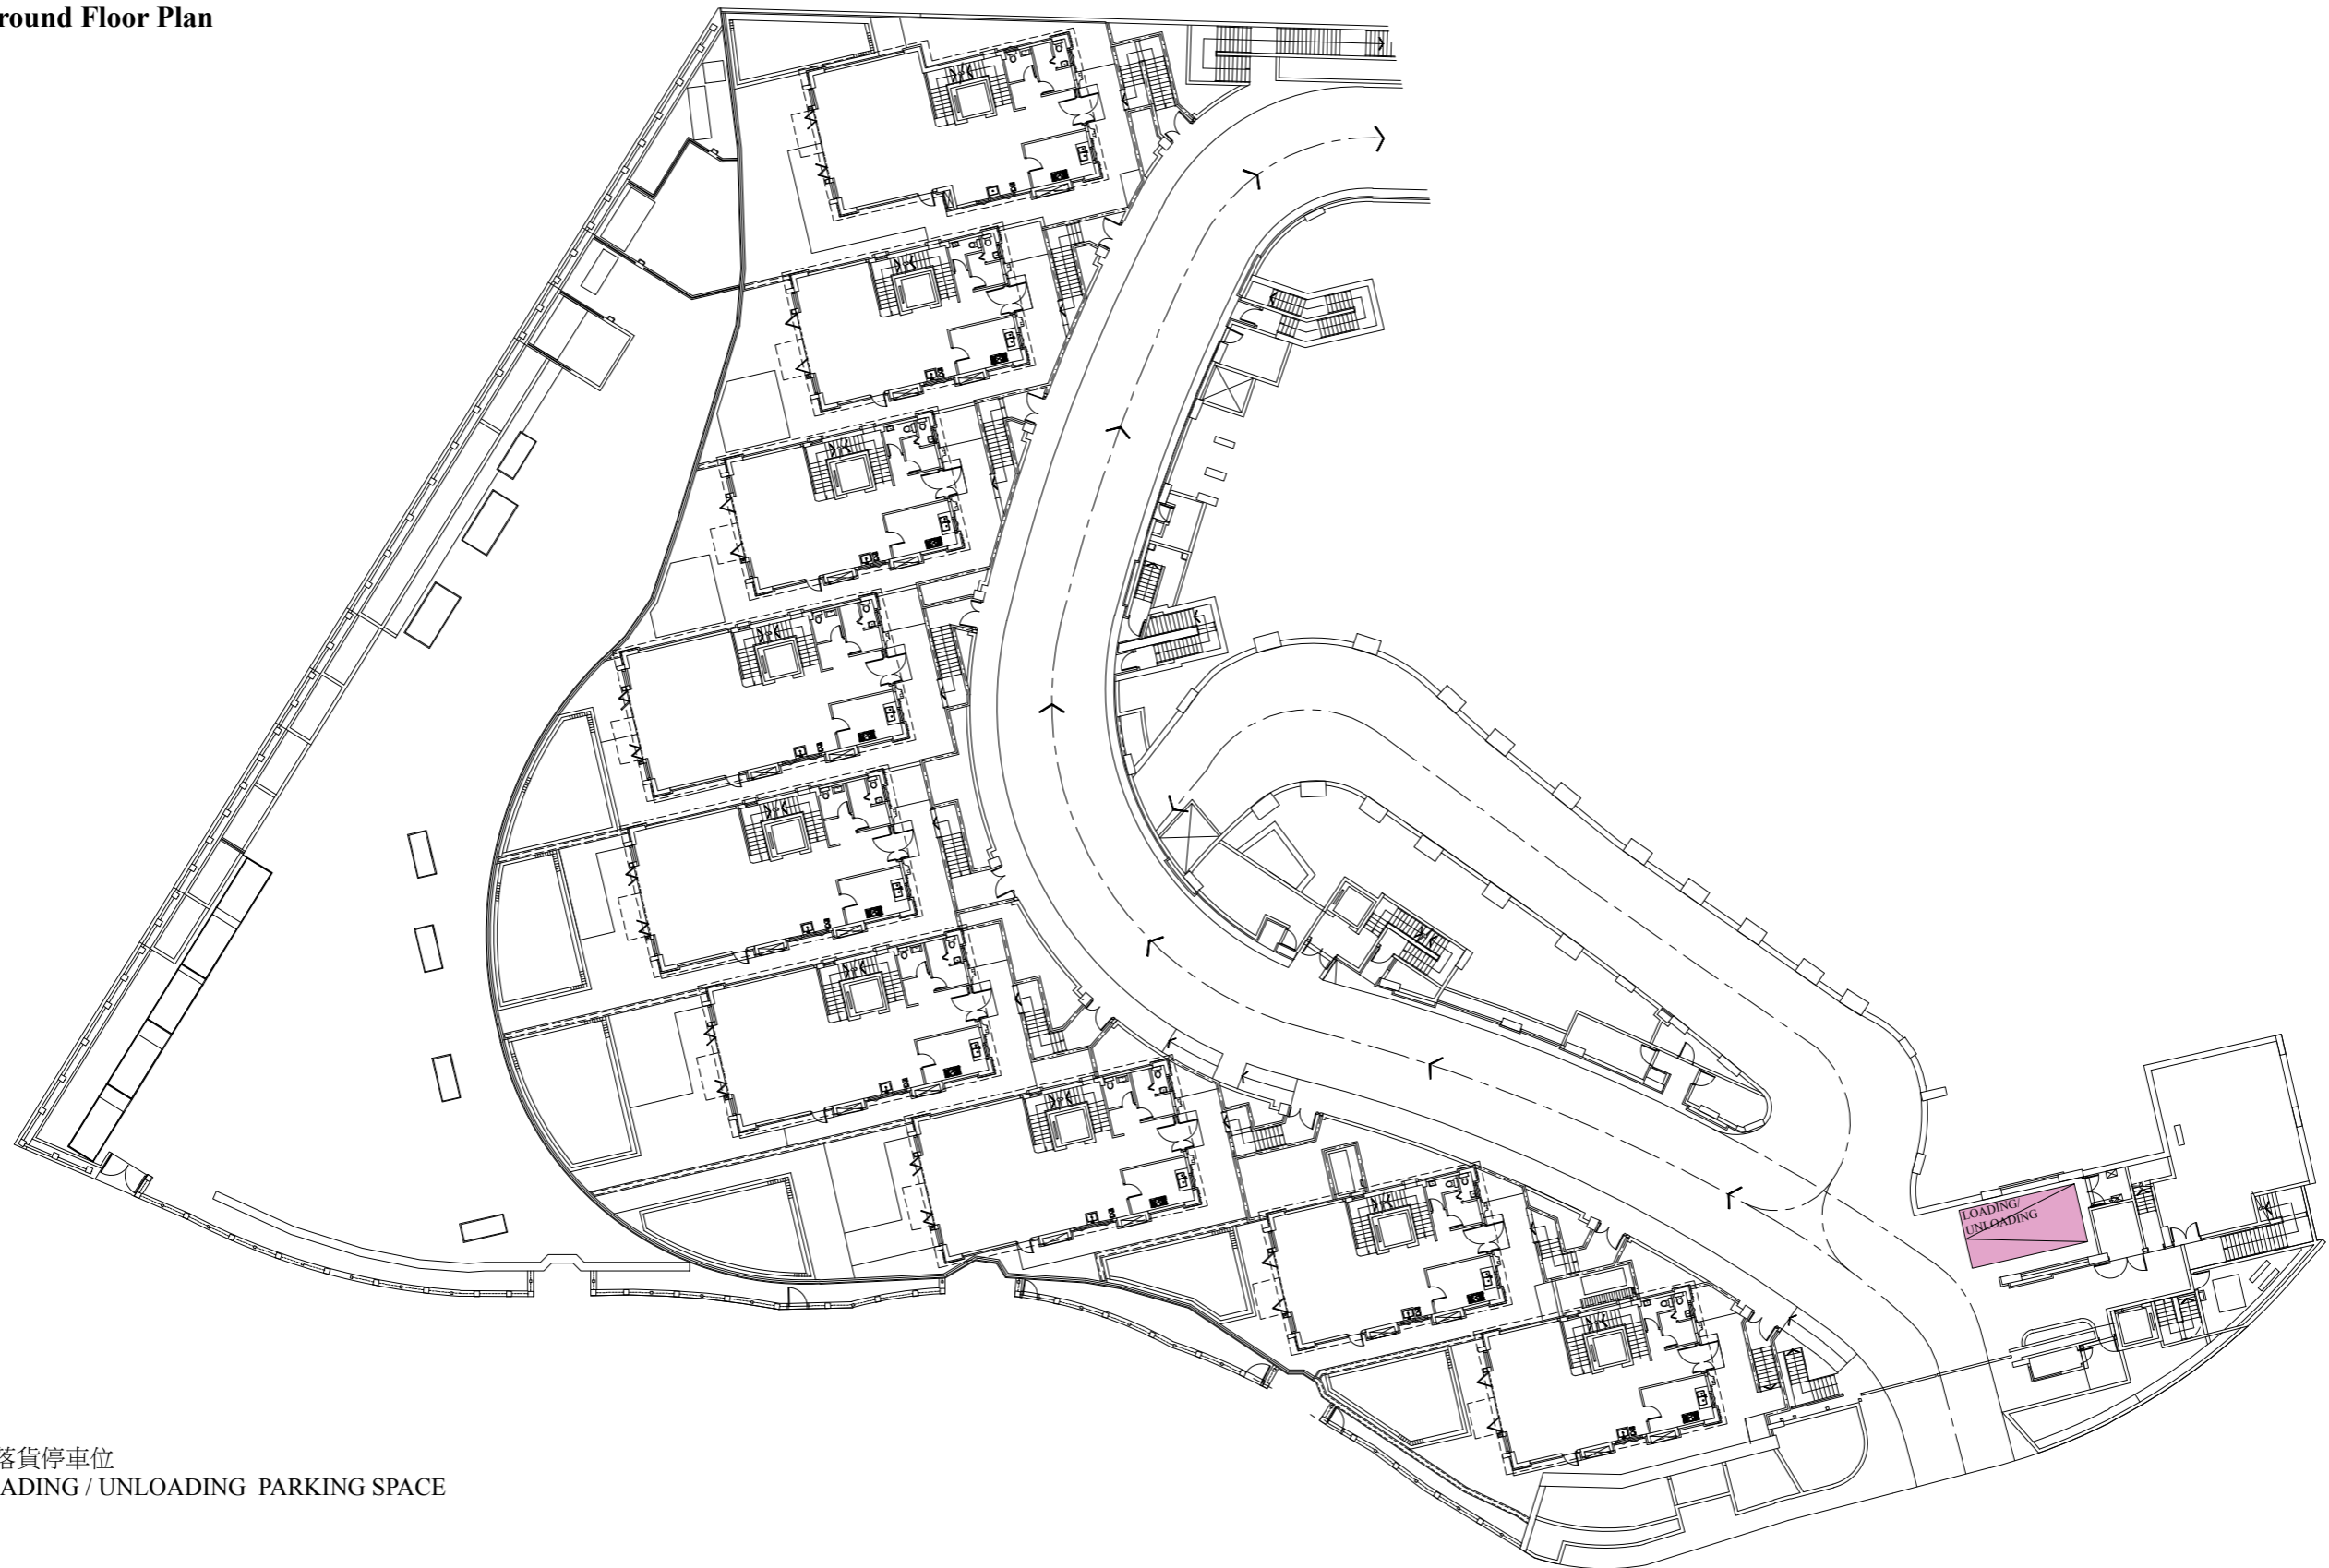 round Floor Plan
LOADING/
UNLOADING
落貨停車位
ADING / UNLOADING PARKING SPACE